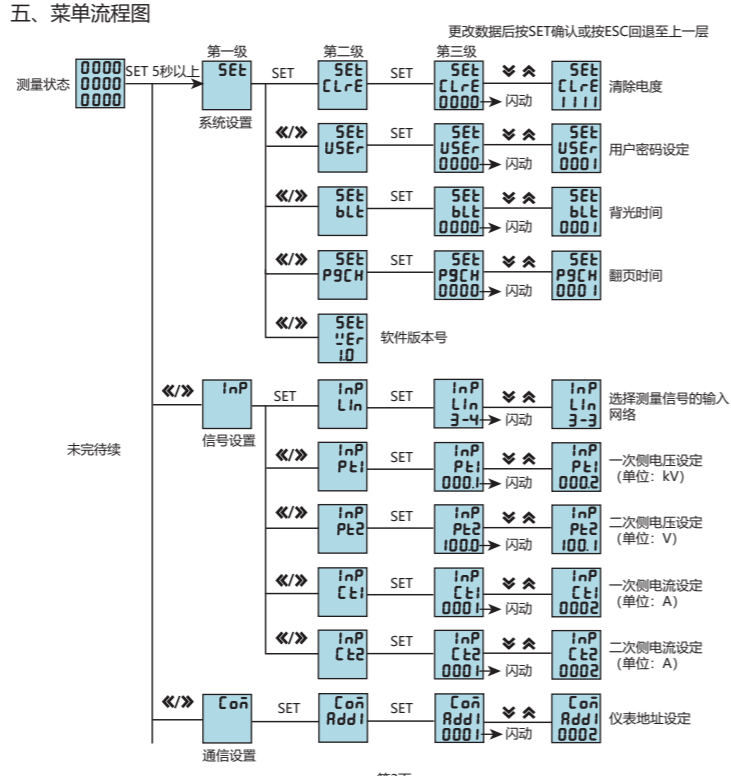 五、菜单流程图
更改数据后按SET确认或按ESC回退至上一层
第一级 第二级 第三级
测量状态 0000 0000 0000 SET 5秒以上 SEt SET SEt CLrE SET SEt CLrE 0000 闪动 SEt CLrE 1111 清除电度
系统设置
«/» SEt USEr SET SEt USEr 0000 闪动 SEt USEr 0001 用户密码设定
«/» SEt bLt SET SEt bLt 0000 闪动 SEt bLt 0001 背光时间
«/» SEt P9CH SET SEt P9CH 0000 闪动 SEt P9CH 0001 翻页时间
«/» SEt VEr 1.0 软件版本号
«/» InP SET InP LIn SET InP LIn 3-4 闪动 InP LIn 3-3 选择测量信号的输入
网络
信号设置
未完待续
«/» InP Pt1 SET InP Pt1 000.1 闪动 InP Pt1 000.2 一次侧电压设定
(单位：kV)
«/» InP Pt2 SET InP Pt2 100.0 闪动 InP Pt2 100.1 二次侧电压设定
(单位：V)
«/» InP Ct1 SET InP Ct1 0001 闪动 InP Ct1 0002 一次侧电流设定
(单位：A)
«/» InP Ct2 SET InP Ct2 0001 闪动 InP Ct2 0002 二次侧电流设定
(单位：A)
«/» Con SET Con Add1 SET Con Add1 0001 闪动 Con Add1 0002 仪表地址设定
通信设置